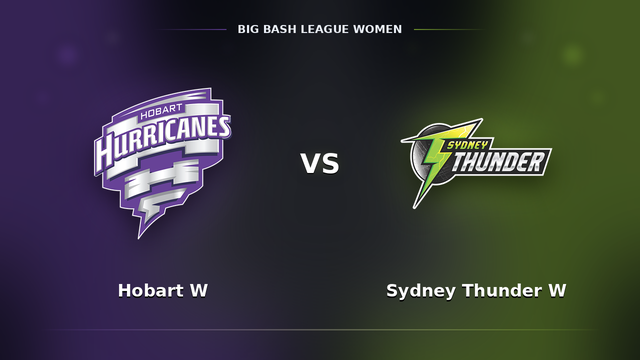 BIG BASH LEAGUE WOMEN
HOBART
HURRICANES
VS
SYDNEY
THUNDER
Hobart W
Sydney Thunder W